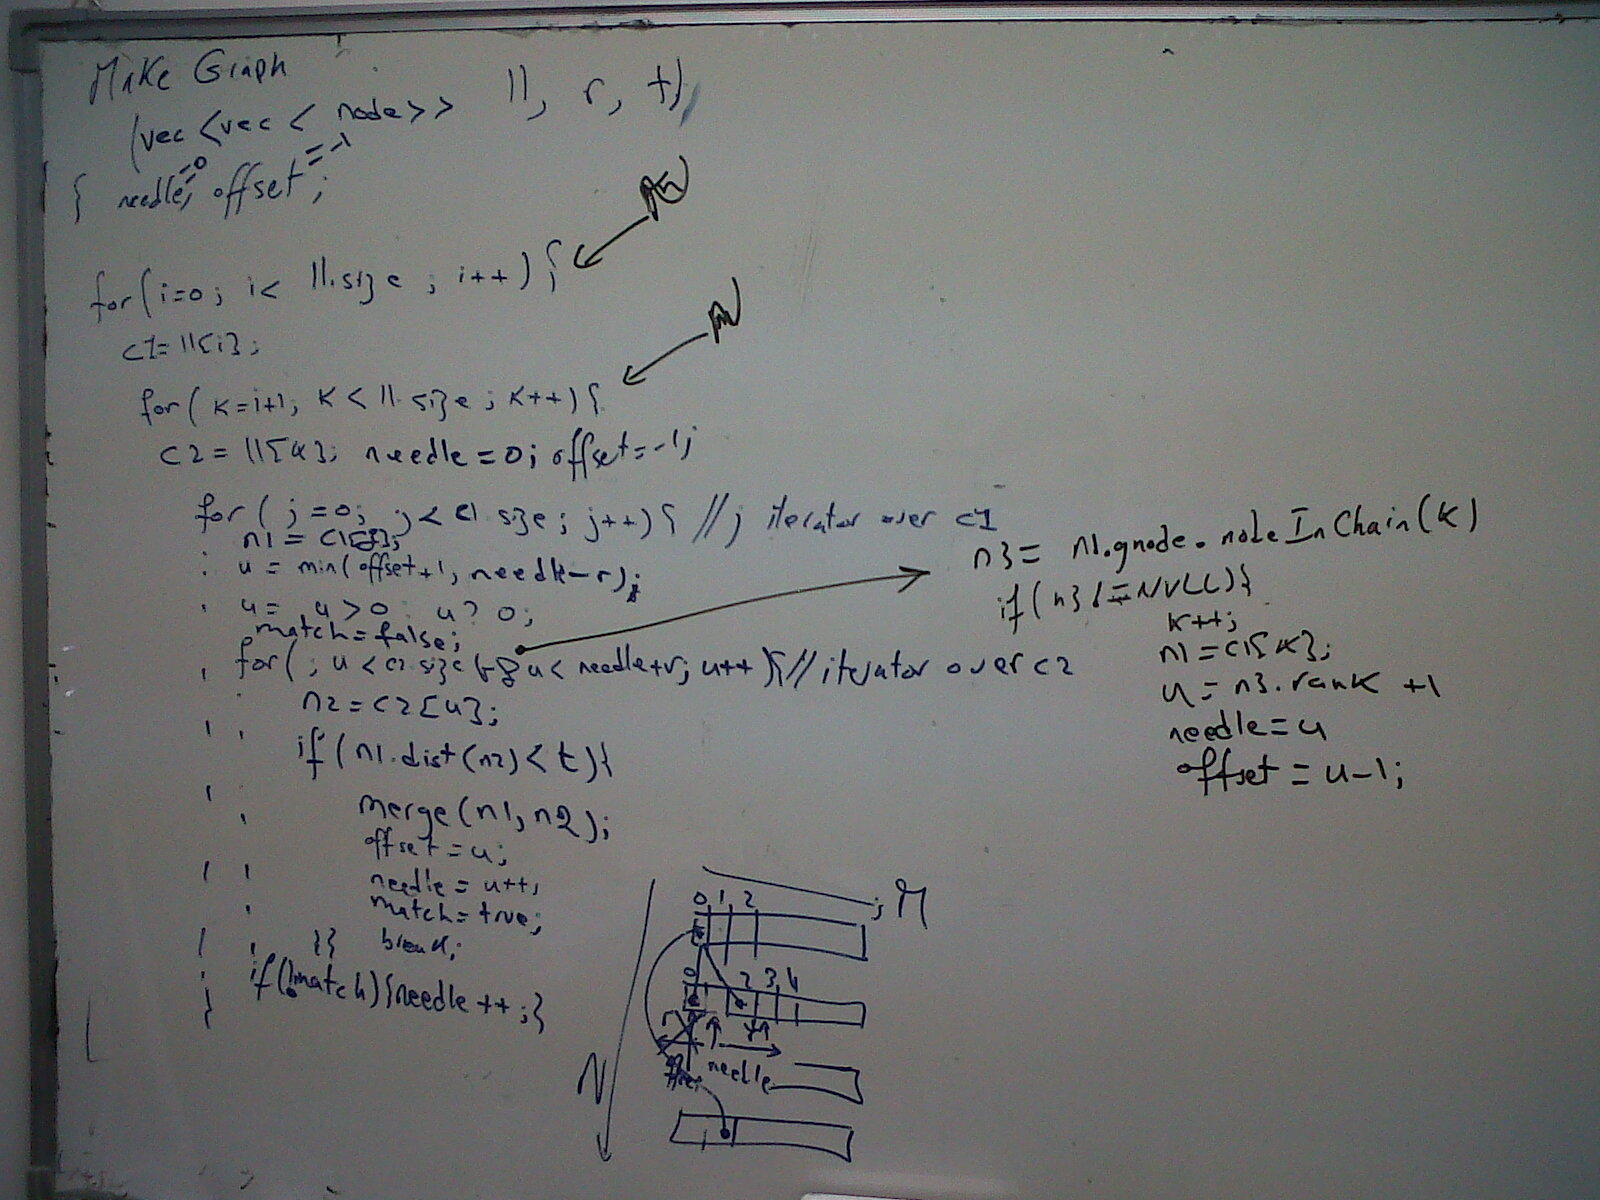 Make Graph
(vec <vec < node>> ll, r, t)
{ needle=0, offset=-1;
for(i=0; i< ll.size ; i++) {
c1= ll[i];
for( k=i+1; k< ll.size ; k++) {
c2= ll[k]; needle=0; offset=-1;
for( j=0; j< c1.size; j++) { //j iterator over c1
n1 = c1[j];
u = min(offset+1, needle-r);
u= u>0 u? 0;
match=false;
for( ; u<c2.size && u< needle+r; u++ ){ //iterator over c2
n2=c2[u];
if(n1.dist(n2)<t){
merge(n1,n2);
offset=u;
needle=u++;
match=true;
}} break;
if(!match){needle++;}
}
n3= n1.gnode.nodeInChain(k)
if(n3!=NULL){
k++;
n1=c1[k];
u=n3.rank +1
needle=u
offset=u-1;
0 1 2
; M
0 2 3 4
r
needle
N